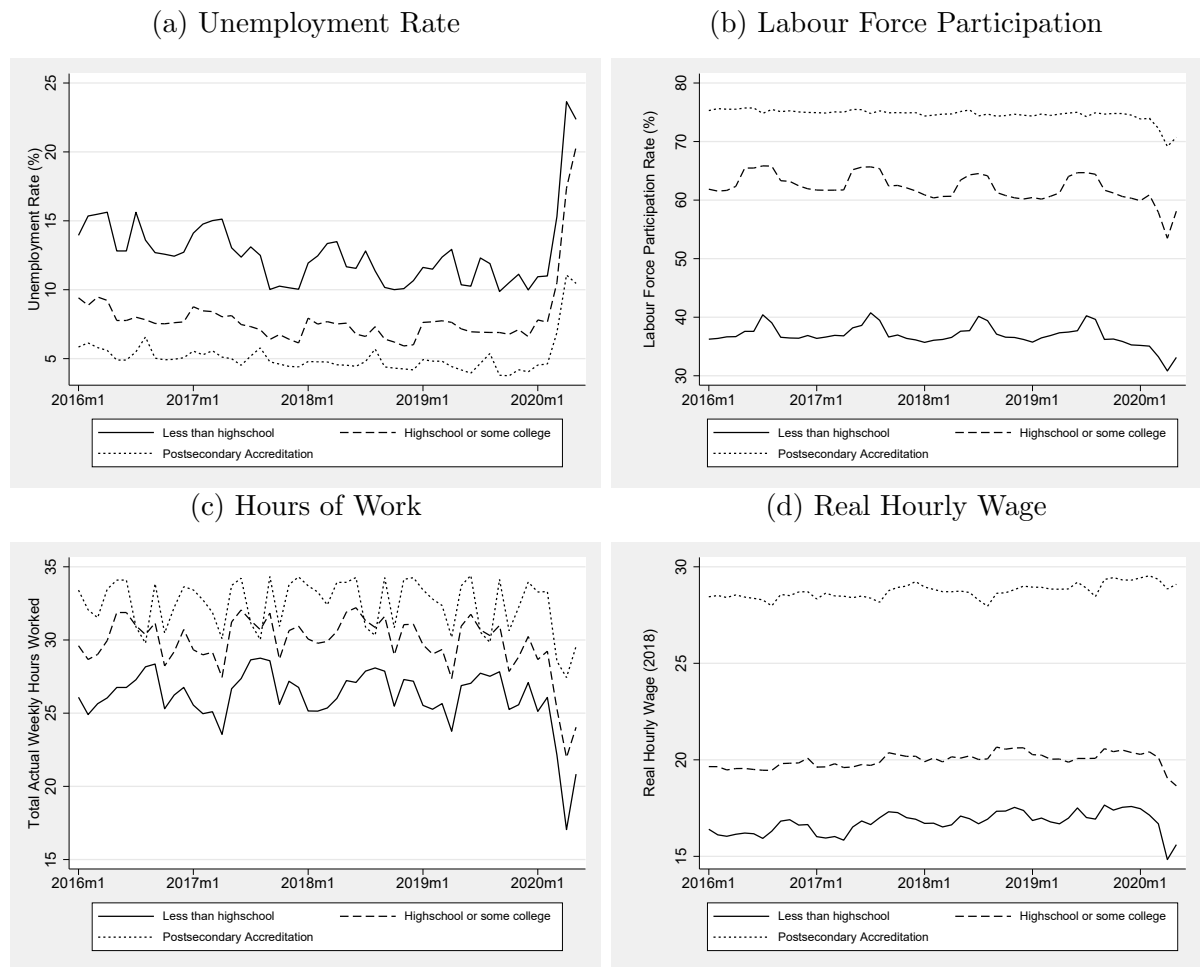 (a) Unemployment Rate
(b) Labour Force Participation
Unemployment Rate (%)
25
20
15
10
5
2016m1 2017m1 2018m1 2019m1 2020m1
Less than highschool Highschool or some college
Postsecondary Accreditation
Labour Force Participation Rate (%)
80
70
60
50
40
30
2016m1 2017m1 2018m1 2019m1 2020m1
Less than highschool Highschool or some college
Postsecondary Accreditation
(c) Hours of Work
(d) Real Hourly Wage
Total Actual Weekly Hours Worked
35
30
25
20
15
2016m1 2017m1 2018m1 2019m1 2020m1
Less than highschool Highschool or some college
Postsecondary Accreditation
Real Hourly Wage (2018)
30
25
20
15
2016m1 2017m1 2018m1 2019m1 2020m1
Less than highschool Highschool or some college
Postsecondary Accreditation